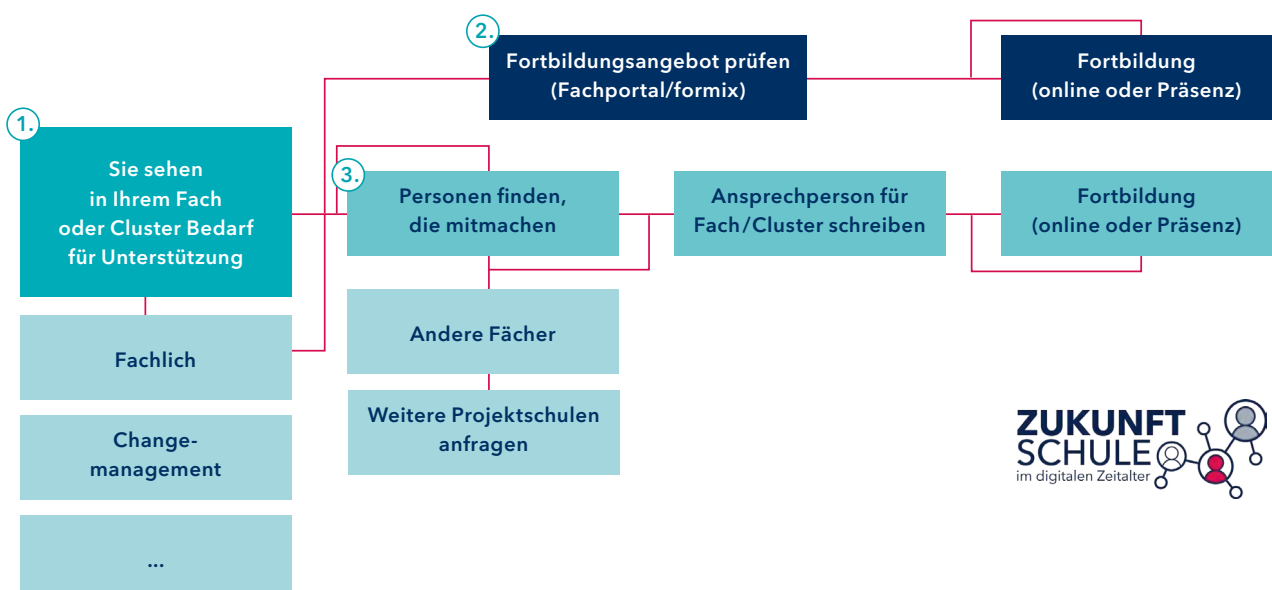 1.
Sie sehen
in Ihrem Fach
oder Cluster Bedarf
für Unterstützung
Fachlich
Change-
management
...
2.
Fortbildungsangebot prüfen
(Fachportal/formix)
Fortbildung
(online oder Präsenz)
3.
Personen finden,
die mitmachen
Ansprechperson für
Fach/Cluster schreiben
Fortbildung
(online oder Präsenz)
Andere Fächer
Weitere Projektschulen
anfragen
ZUKUNFT
SCHULE
im digitalen Zeitalter